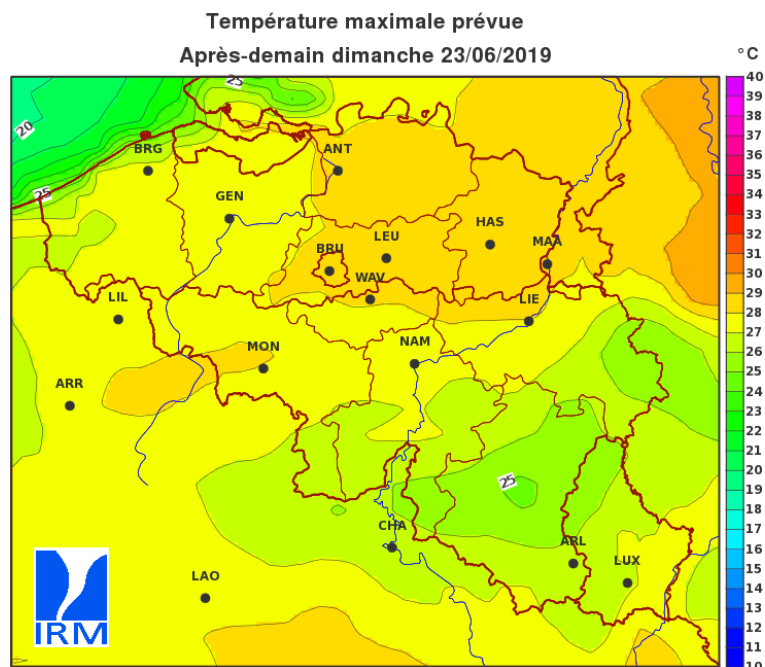 Température maximale prévue
Après-demain dimanche 23/06/2019
°C
40
39
38
37
36
35
34
33
32
31
30
29
28
27
26
25
24
23
22
21
20
19
18
17
16
15
14
13
12
11
10
25
20
BRG
ANT
25
GEN
HAS
BRU
LEU
MAA
WAV
LIL
LIE
MON
NAM
ARR
25
CHA
ARL
LUX
LAO
IRM